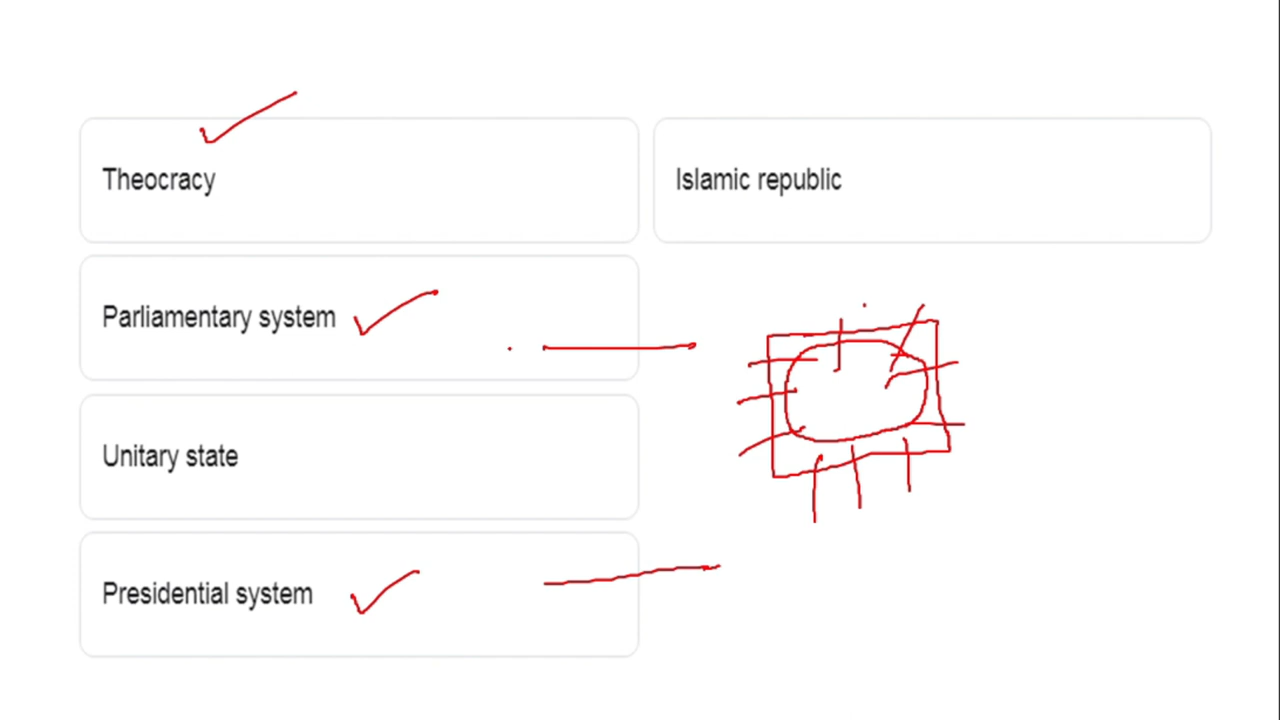 Theocracy
Islamic republic
Parliamentary system
Unitary state
Presidential system